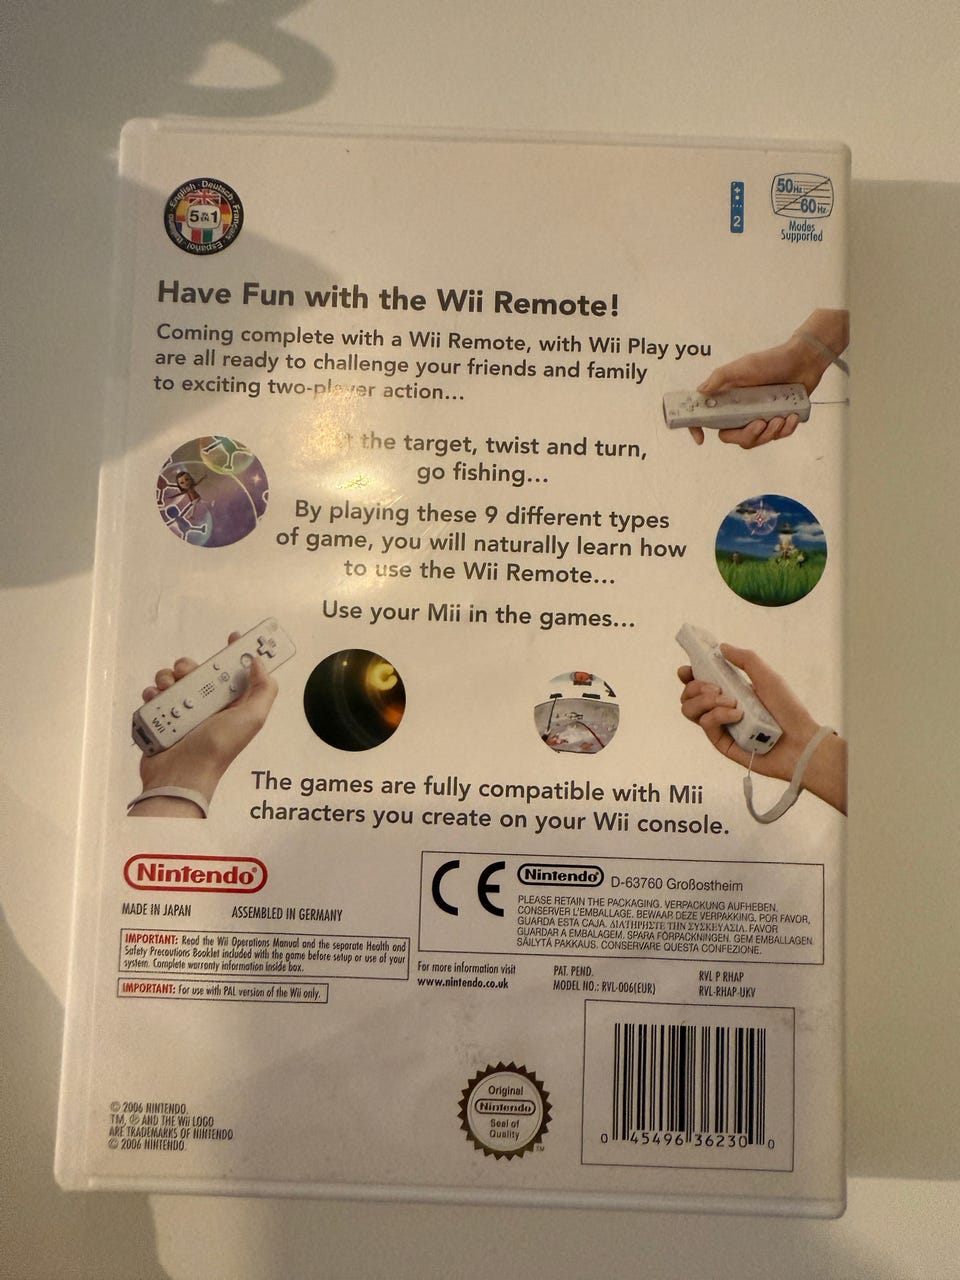 English · Deutsch · Français · Español · Italiano
5 IN 1
2
50Hz
60Hz
Modes
Supported
Have Fun with the Wii Remote!
Coming complete with a Wii Remote, with Wii Play you
are all ready to challenge your friends and family
to exciting two-player action...
the target, twist and turn,
go fishing...
By playing these 9 different types
of game, you will naturally learn how
to use the Wii Remote...
Use your Mii in the games...
Wii
The games are fully compatible with Mii
characters you create on your Wii console.
Nintendo®
MADE IN JAPAN ASSEMBLED IN GERMANY
IMPORTANT: Read the Wii Operations Manual and the separate Health and
Safety Precautions Booklet included with the game before setup or use of your
system. Complete warranty information inside box.
IMPORTANT: For use with PAL version of the Wii only.
CE Nintendo® D-63760 Großostheim
PLEASE RETAIN THE PACKAGING. VERPACKUNG AUFHEBEN.
CONSERVER L'EMBALLAGE. BEWAAR DEZE VERPAKKING. POR FAVOR,
GUARDA ESTA CAJA. ΔΙΑΤΗΡΗΣΤΕ ΤΗΝ ΣΥΣΚΕΥΑΣΙΑ. FAVOR
GUARDAR A EMBALAGEM. SPARA FÖRPACKNINGEN. GEM EMBALLAGEN.
SÄILYTÄ PAKKAUS. CONSERVARE QUESTA CONFEZIONE.
For more information visit
www.nintendo.co.uk
PAT. PEND.
MODEL NO.: RVL-006(EUR)
RVL P RHAP
RVL-RHAP-UKV
© 2006 NINTENDO.
TM, ® AND THE Wii LOGO
ARE TRADEMARKS OF NINTENDO.
© 2006 NINTENDO.
Original
Nintendo
Seal of
Quality
TM
0 45496 36230 0